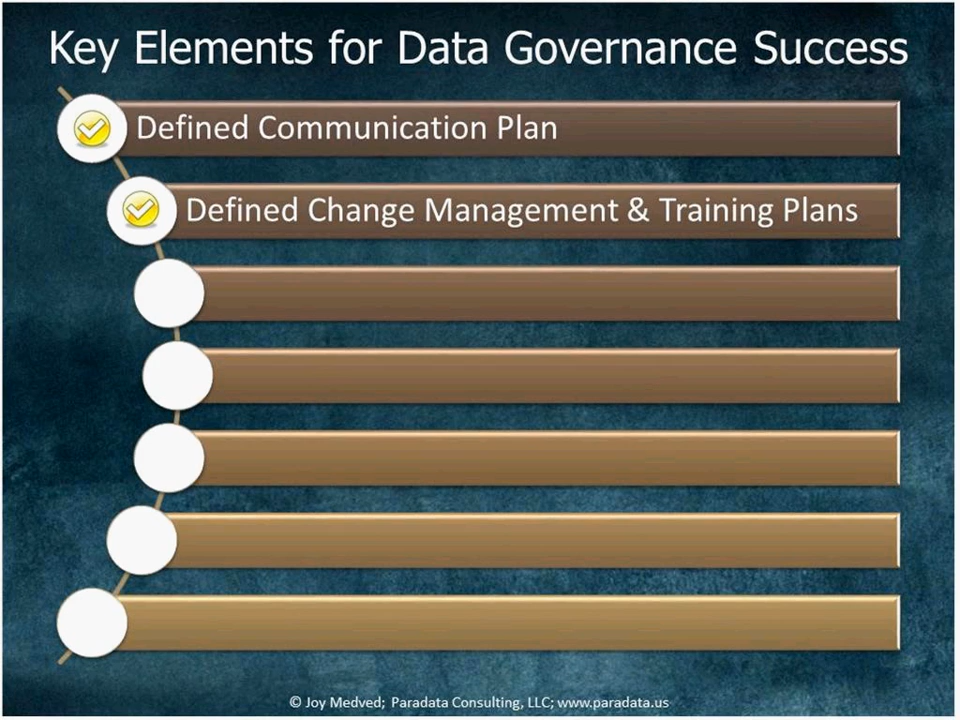 Key Elements for Data Governance Success
Defined Communication Plan
Defined Change Management & Training Plans
© Joy Medved; Paradata Consulting, LLC; www.paradata.us